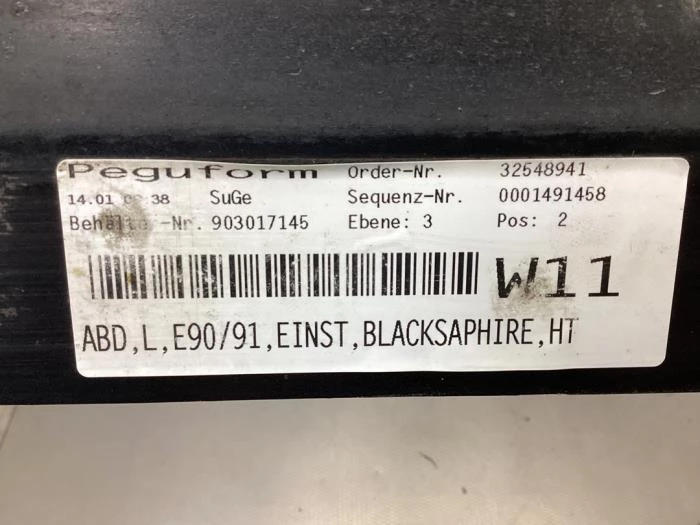 Peguform Order-Nr. 32548941
14.01 38 SuGe Sequenz-Nr. 0001491458
-Nr. 903017145 Ebene: 3 Pos: 2
W11
ABD,L,E90/91,EINST,BLACKSAPHIRE,HT